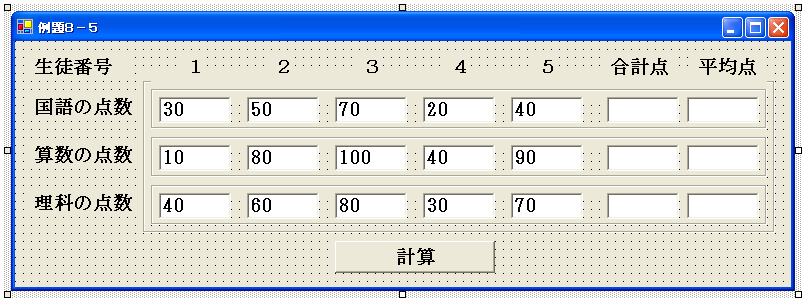 例題8-5
生徒番号 1 2 3 4 5 合計点 平均点
国語の点数 30 50 70 20 40
算数の点数 10 80 100 40 90
理科の点数 40 60 80 30 70
計算